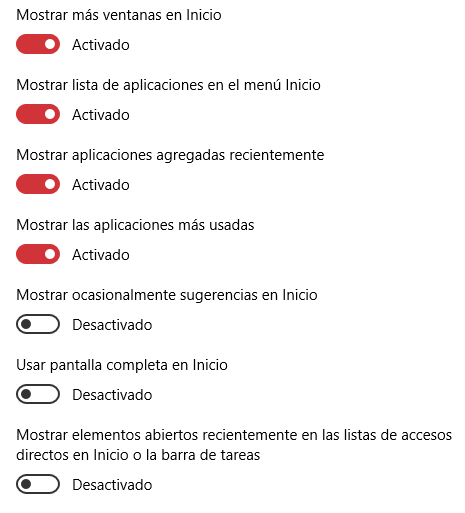 Mostrar más ventanas en Inicio
Activado
Mostrar lista de aplicaciones en el menú Inicio
Activado
Mostrar aplicaciones agregadas recientemente
Activado
Mostrar las aplicaciones más usadas
Activado
Mostrar ocasionalmente sugerencias en Inicio
Desactivado
Usar pantalla completa en Inicio
Desactivado
Mostrar elementos abiertos recientemente en las listas de accesos
directos en Inicio o la barra de tareas
Desactivado